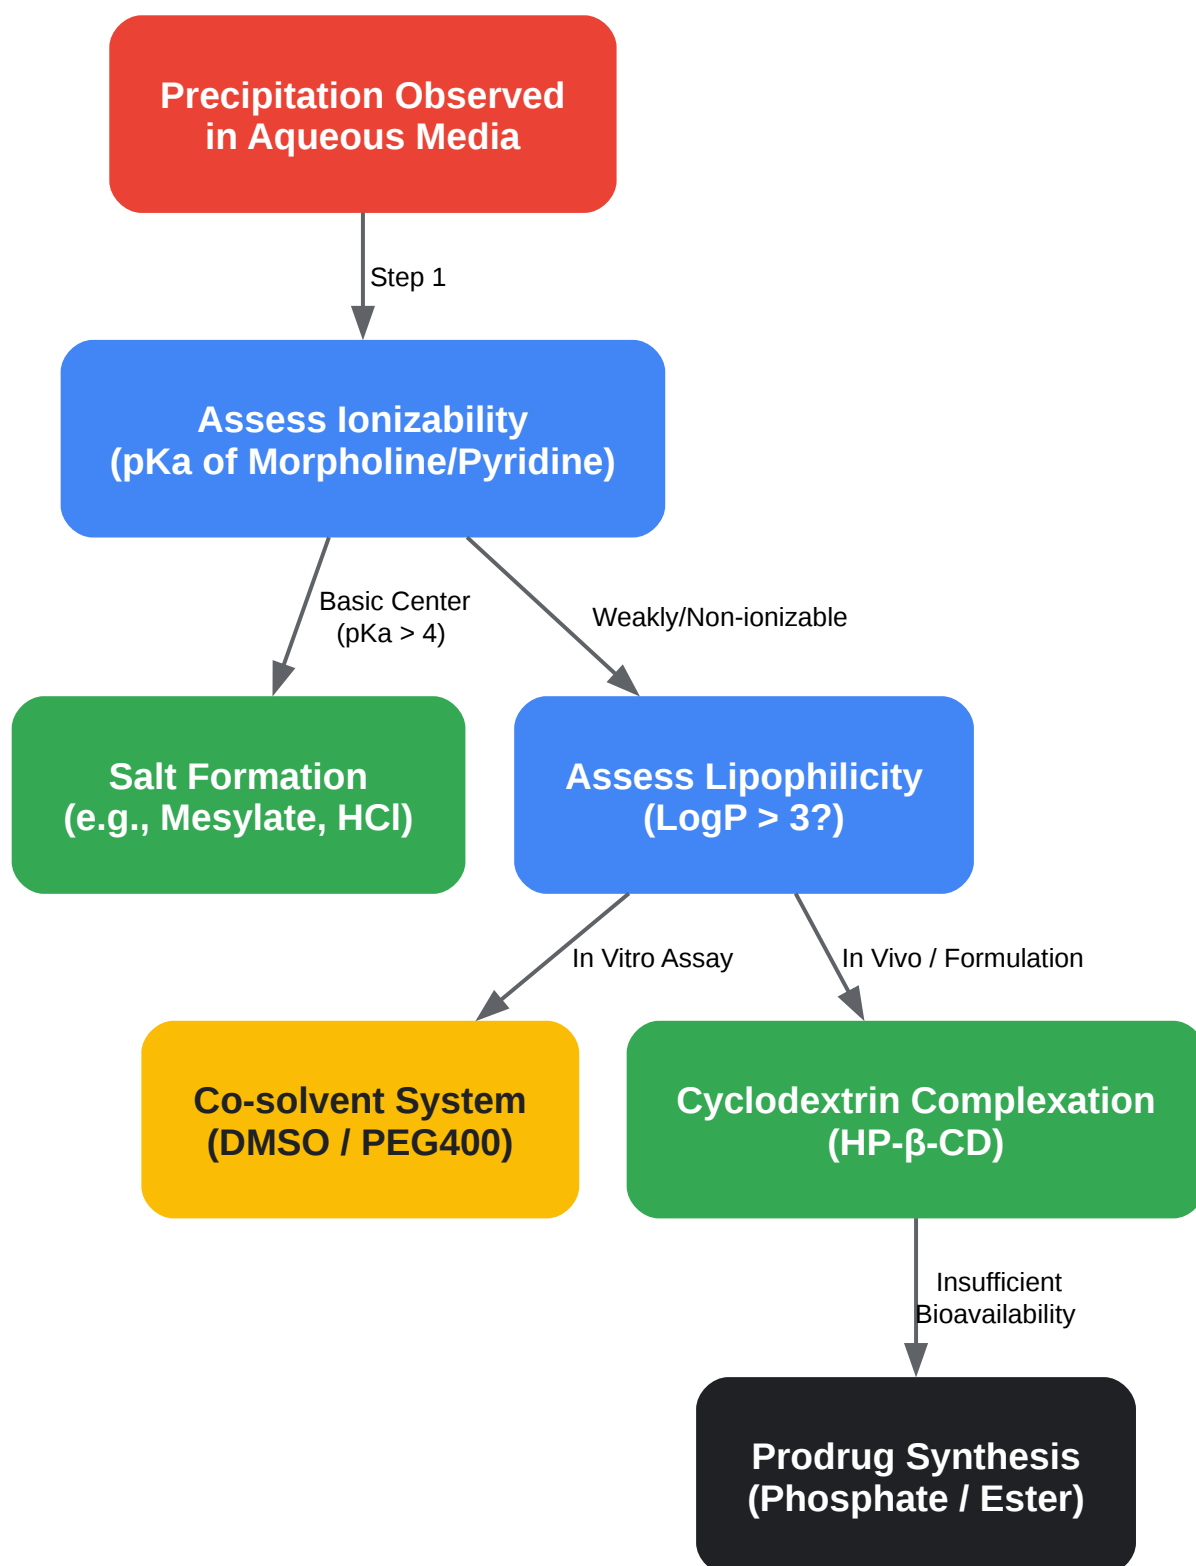 Precipitation Observed
in Aqueous Media
Step 1
Assess Ionizability
(pKa of Morpholine/Pyridine)
Basic Center
(pKa > 4)
Weakly/Non-ionizable
Salt Formation
(e.g., Mesylate, HCl)
Assess Lipophilicity
(LogP > 3?)
In Vitro Assay
In Vivo / Formulation
Co-solvent System
(DMSO / PEG400)
Cyclodextrin Complexation
(HP-β-CD)
Insufficient
Bioavailability
Prodrug Synthesis
(Phosphate / Ester)